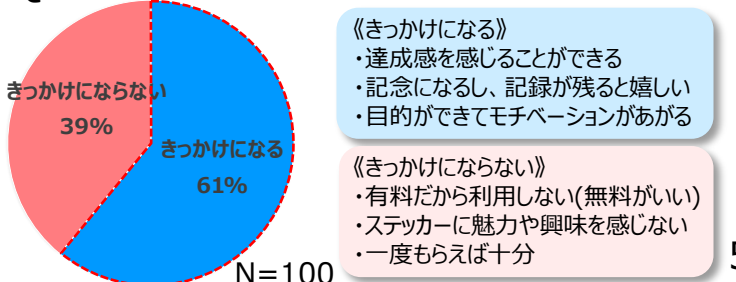 きっかけにならない
39%
きっかけになる
61%
N=100
《きっかけになる》
・達成感を感じることができる
・記念になるし、記録が残ると嬉しい
・目的ができてモチベーションがあがる
《きっかけにならない》
・有料だから利用しない(無料がいい)
・ステッカーに魅力や興味を感じない
・一度もらえば十分